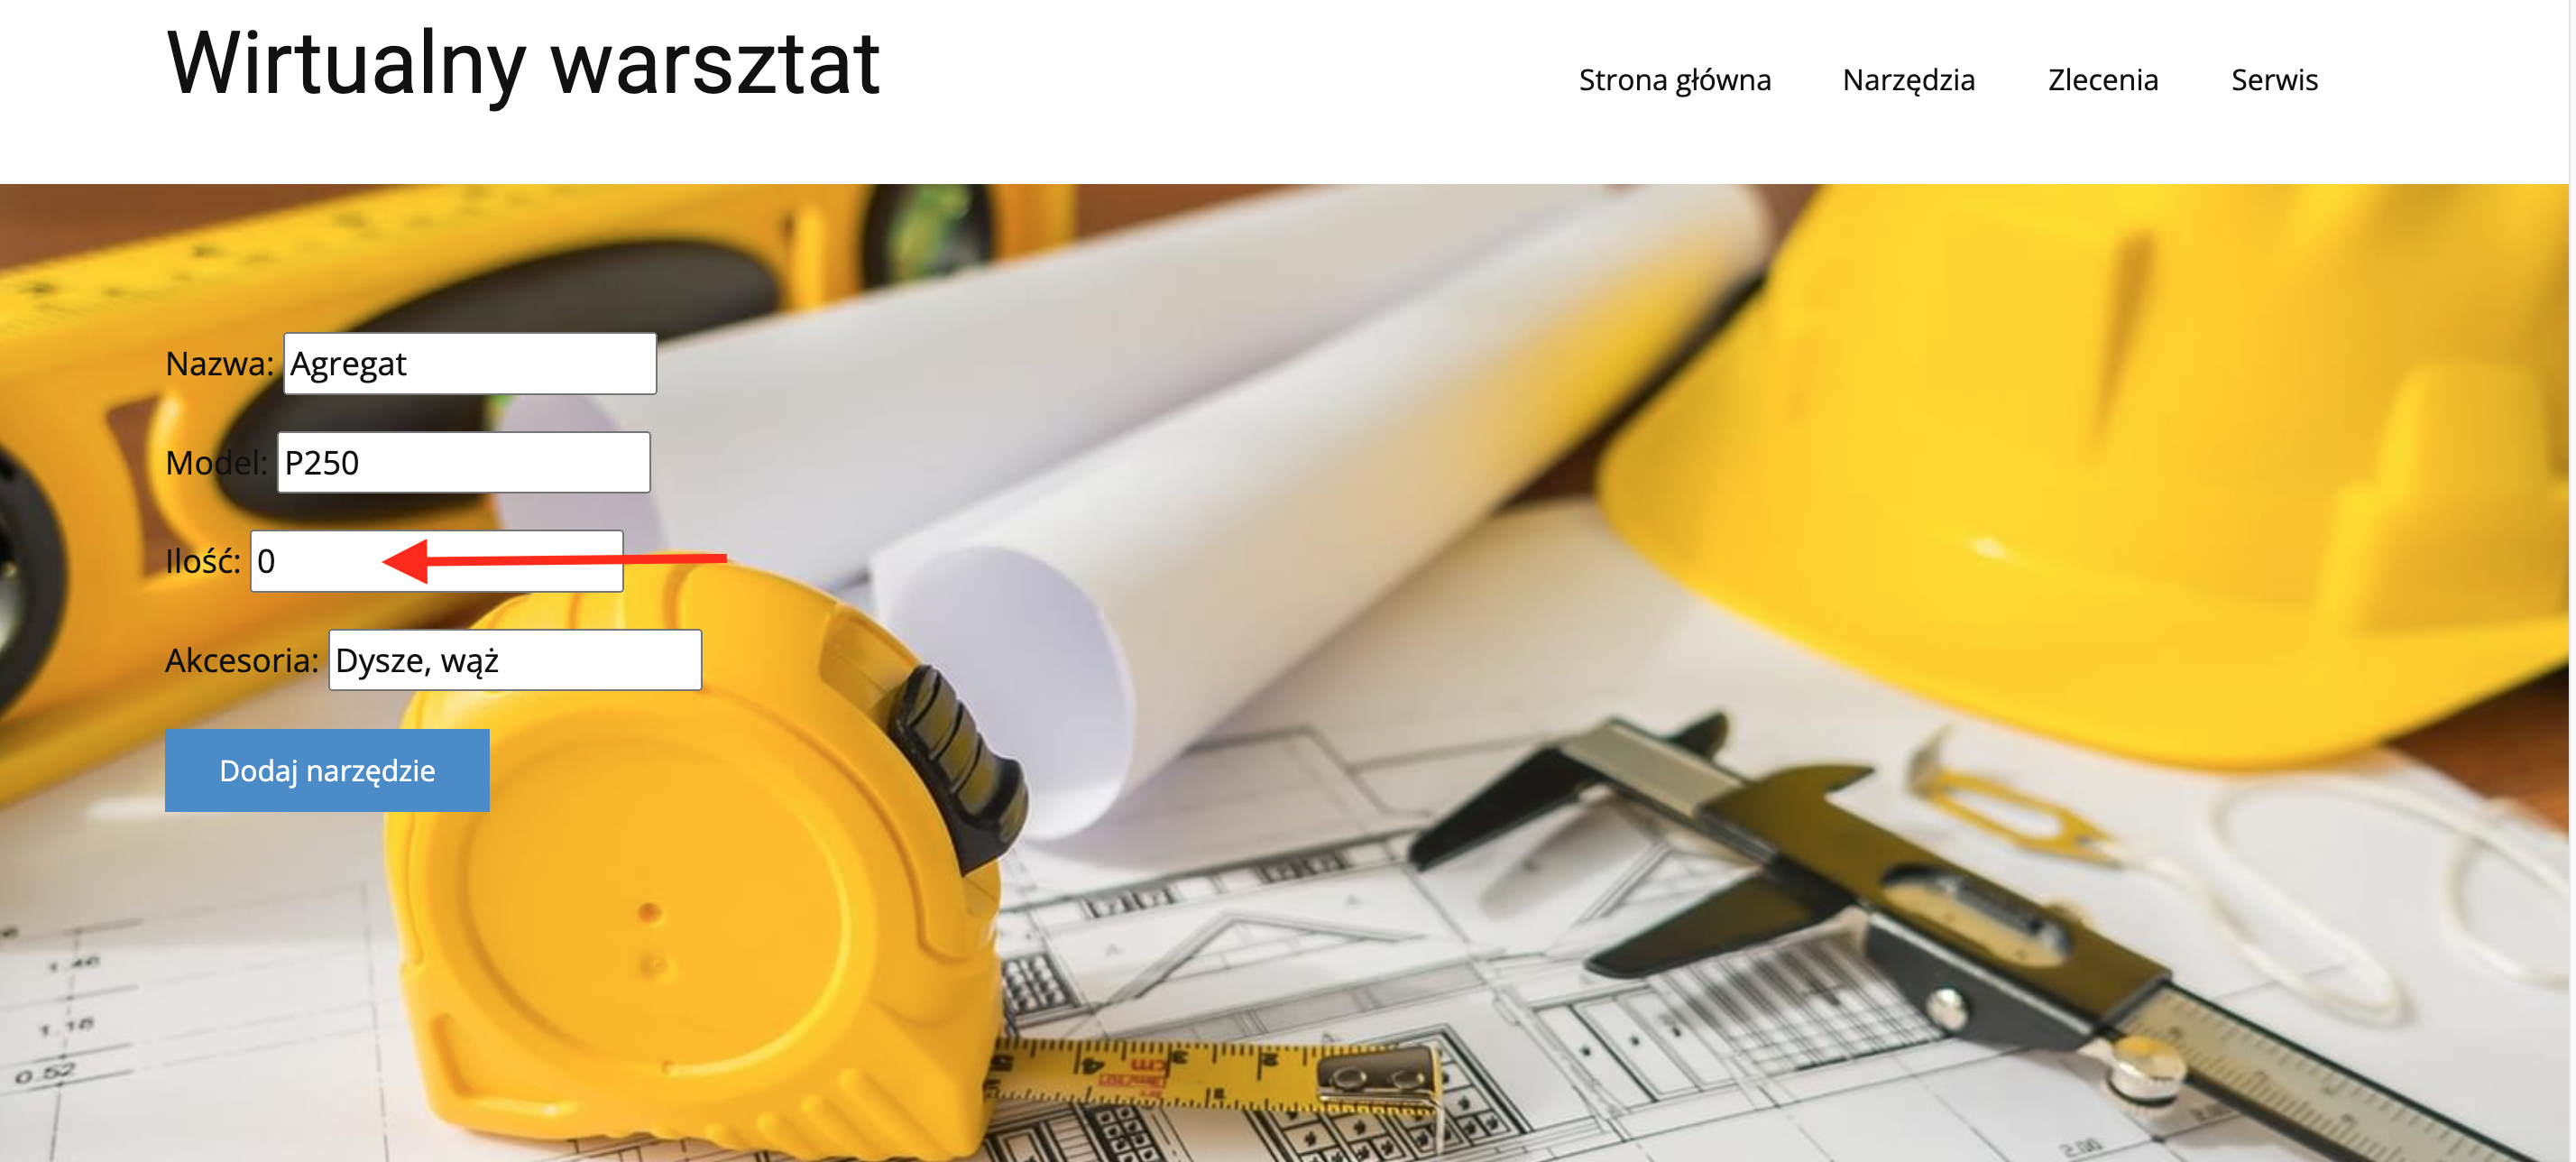 Wirtualny warsztat
Strona główna Narzędzia Zlecenia Serwis
Nazwa: Agregat
Model: P250
Ilość: 0
Akcesoria: Dysze, wąż
Dodaj narzędzie
1.46
1.18
0.52
cm
2.00